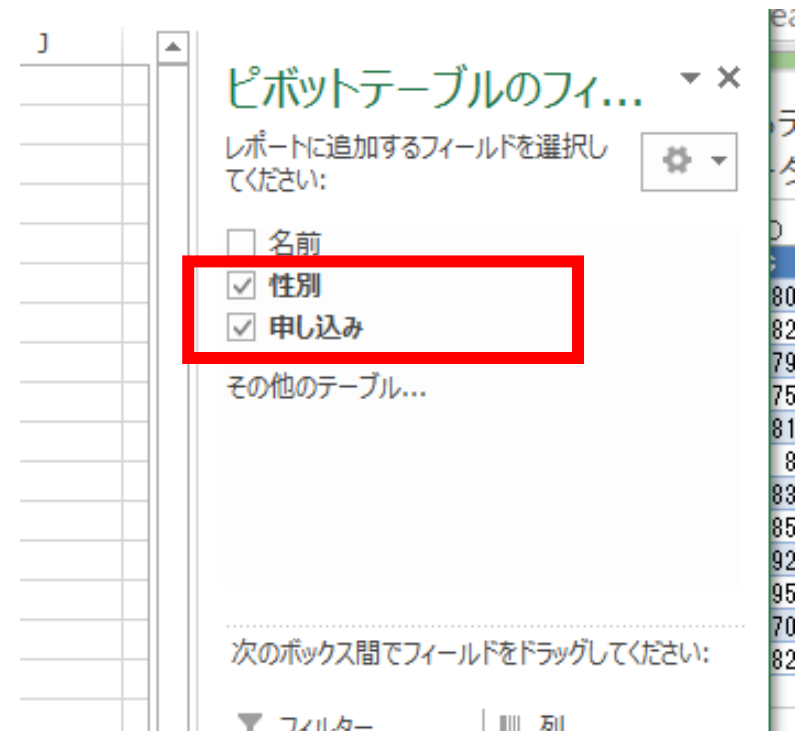 J
ピボットテーブルのフィ...
レポートに追加するフィールドを選択し
てください:
名前
性別
申し込み
その他のテーブル...
次のボックス間でフィールドをドラッグしてください:
フィルター
列
80
82
79
75
81
8
83
85
92
95
70
82